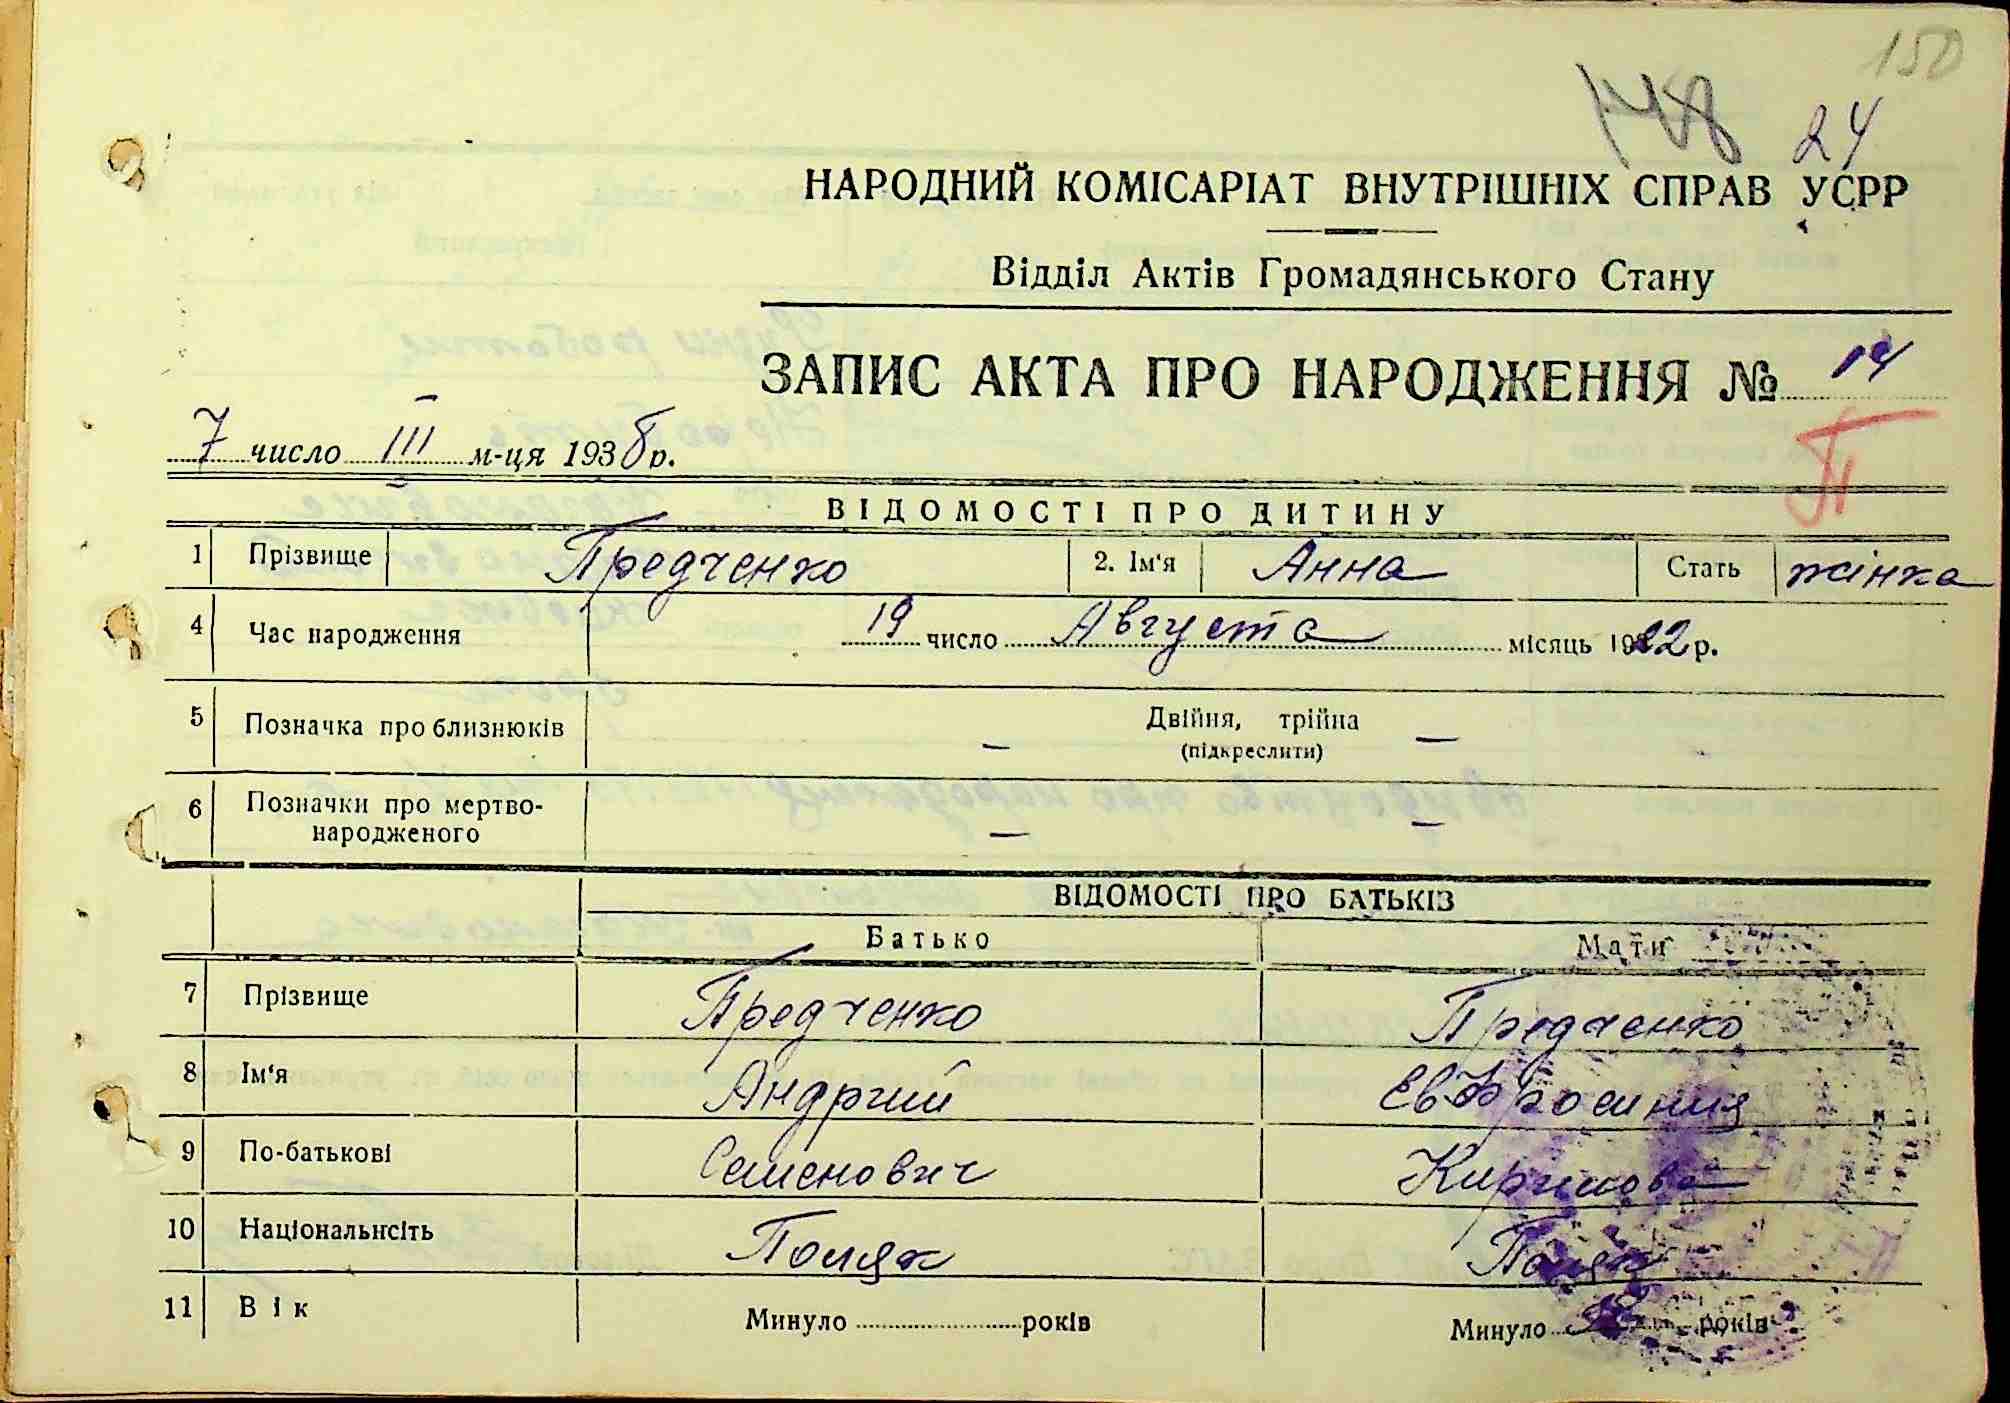 150
148 24
НАРОДНИЙ КОМІСАРІАТ ВНУТРІШНІХ СПРАВ УСРР
Відділ Актів Громадянського Стану
ЗАПИС АКТА ПРО НАРОДЖЕННЯ № 14
7 число III м-ця 1938 р.
П
ВІДОМОСТІ ПРО ДИТИНУ
1 Прізвище Предченко 2. Ім'я Анна Стать жінка
4 Час народження 19 число Августа місяць 1922 р.
5 Позначка про близнюків — Двійня, трійна —
(підкреслити)
6 Позначки про мертво-
народженого — —
ВІДОМОСТІ ПРО БАТЬКІВ
Батько Мати
7 Прізвище Предченко Предченко
8 Ім'я Андрий Евфросиния
9 По-батькові Семенович
10 Національнсіть Поляк Поляк
11 Вік Минуло років Минуло років